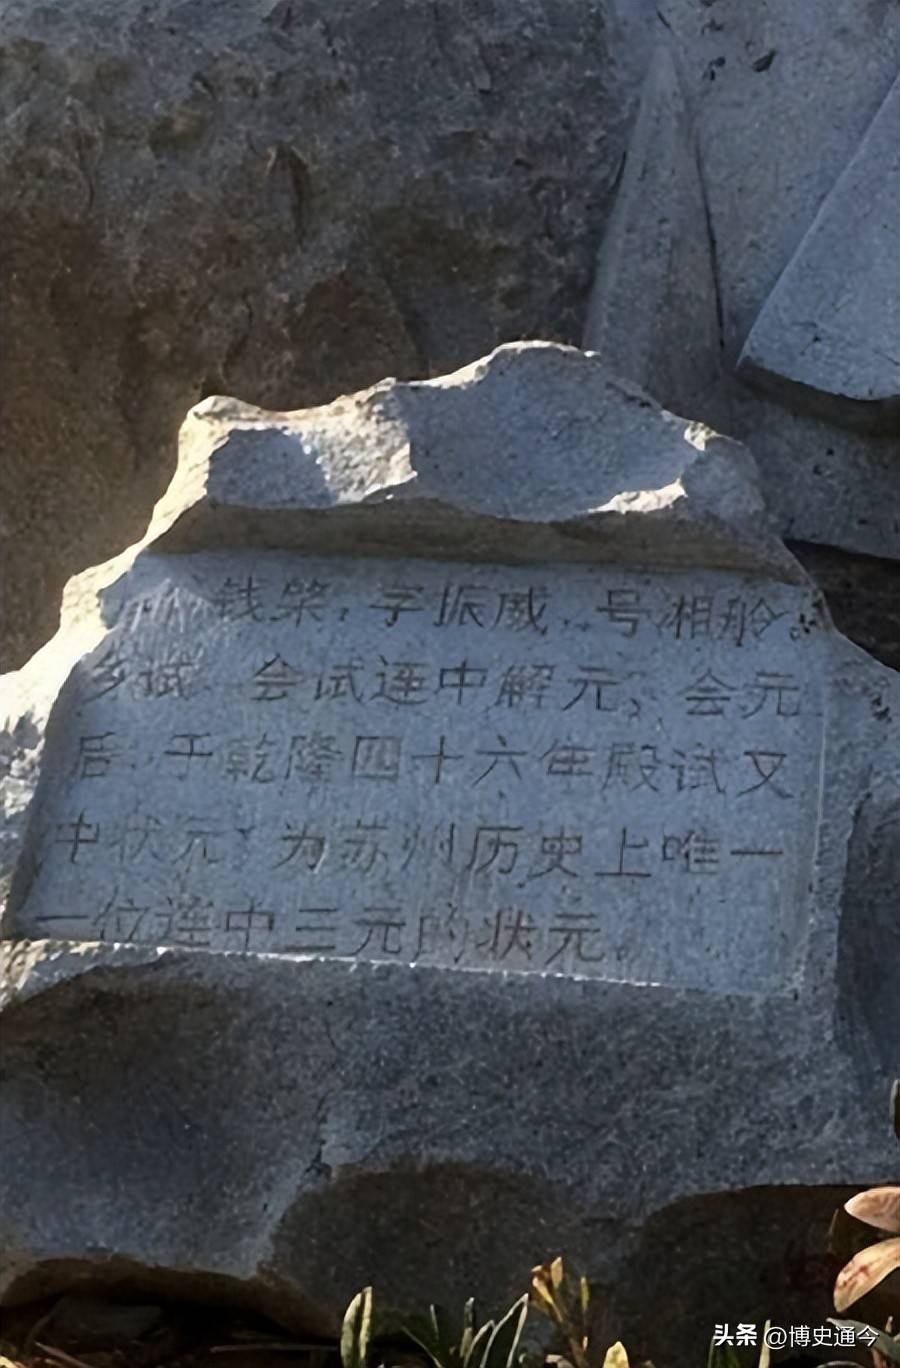 钱棨，字振威，号湘舲。
乡试、会试连中解元、会元
后，于乾隆四十六年殿试又
中状元，为苏州历史上唯一
一位连中三元的状元。
头条 @博史通今